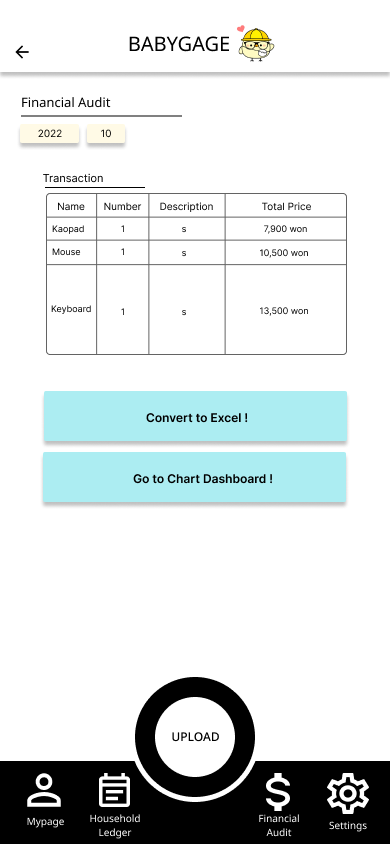 BABYGAGE
Financial Audit
2022 10
Transaction
Name Number Description Total Price
Kaopad 1 s 7,900 won
Mouse 1 s 10,500 won
Keyboard 1 s 13,500 won
Convert to Excel !
Go to Chart Dashboard !
UPLOAD
Mypage
Household
Ledger
Financial
Audit
Settings